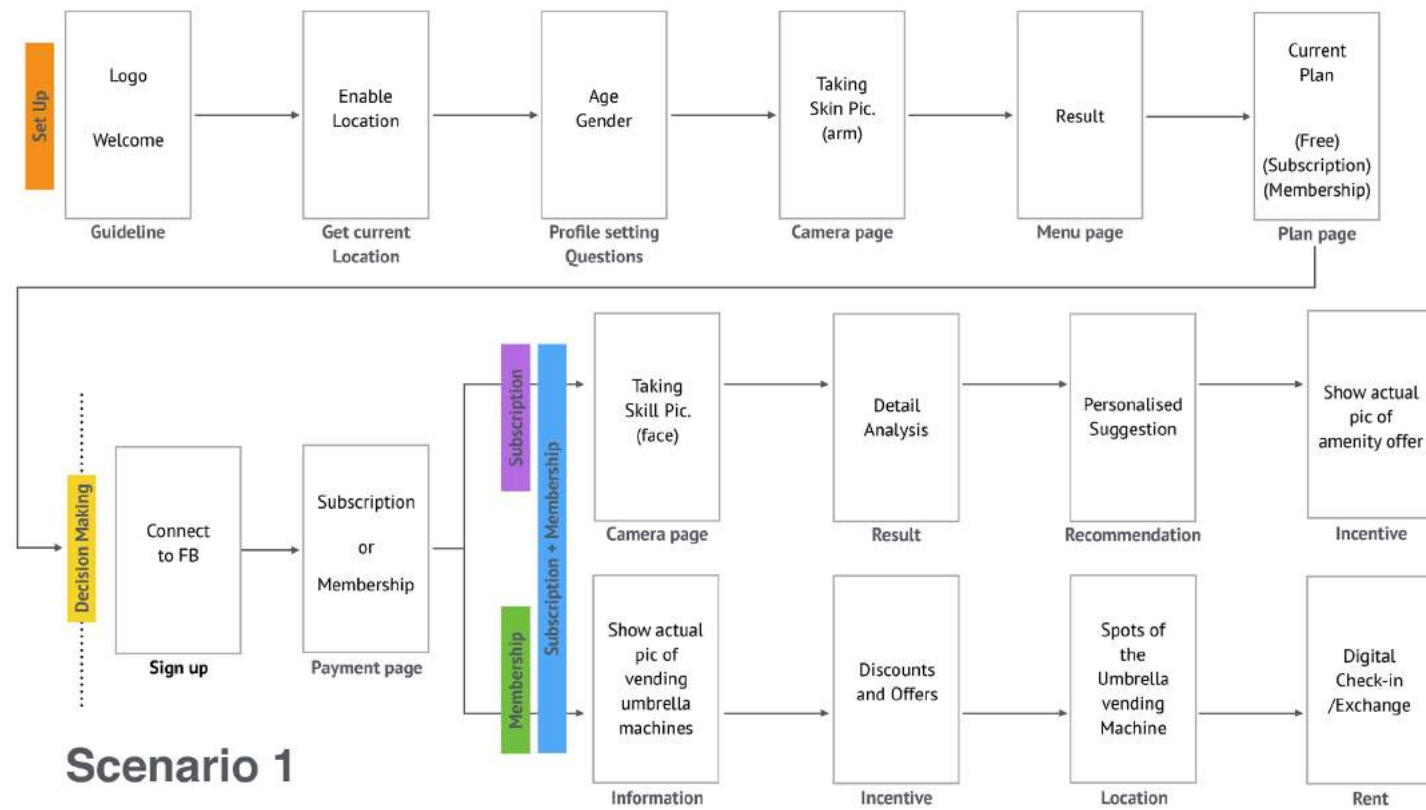 Set Up
Logo
Welcome
Guideline
Enable
Location
Get current
Location
Age
Gender
Profile setting
Questions
Taking
Skin Pic.
(arm)
Camera page
Result
Menu page
Current
Plan
(Free)
(Subscription)
(Membership)
Plan page
Decision Making
Connect
to FB
Sign up
Subscription
or
Membership
Payment page
Subscription
Subscription + Membership
Membership
Taking
Skill Pic.
(face)
Camera page
Detail
Analysis
Result
Personalised
Suggestion
Recommendation
Show actual
pic of
amenity offer
Incentive
Show actual
pic of
vending
umbrella
machines
Information
Discounts
and Offers
Incentive
Spots of
the
Umbrella
vending
Machine
Location
Digital
Check-in
/Exchange
Rent
Scenario 1